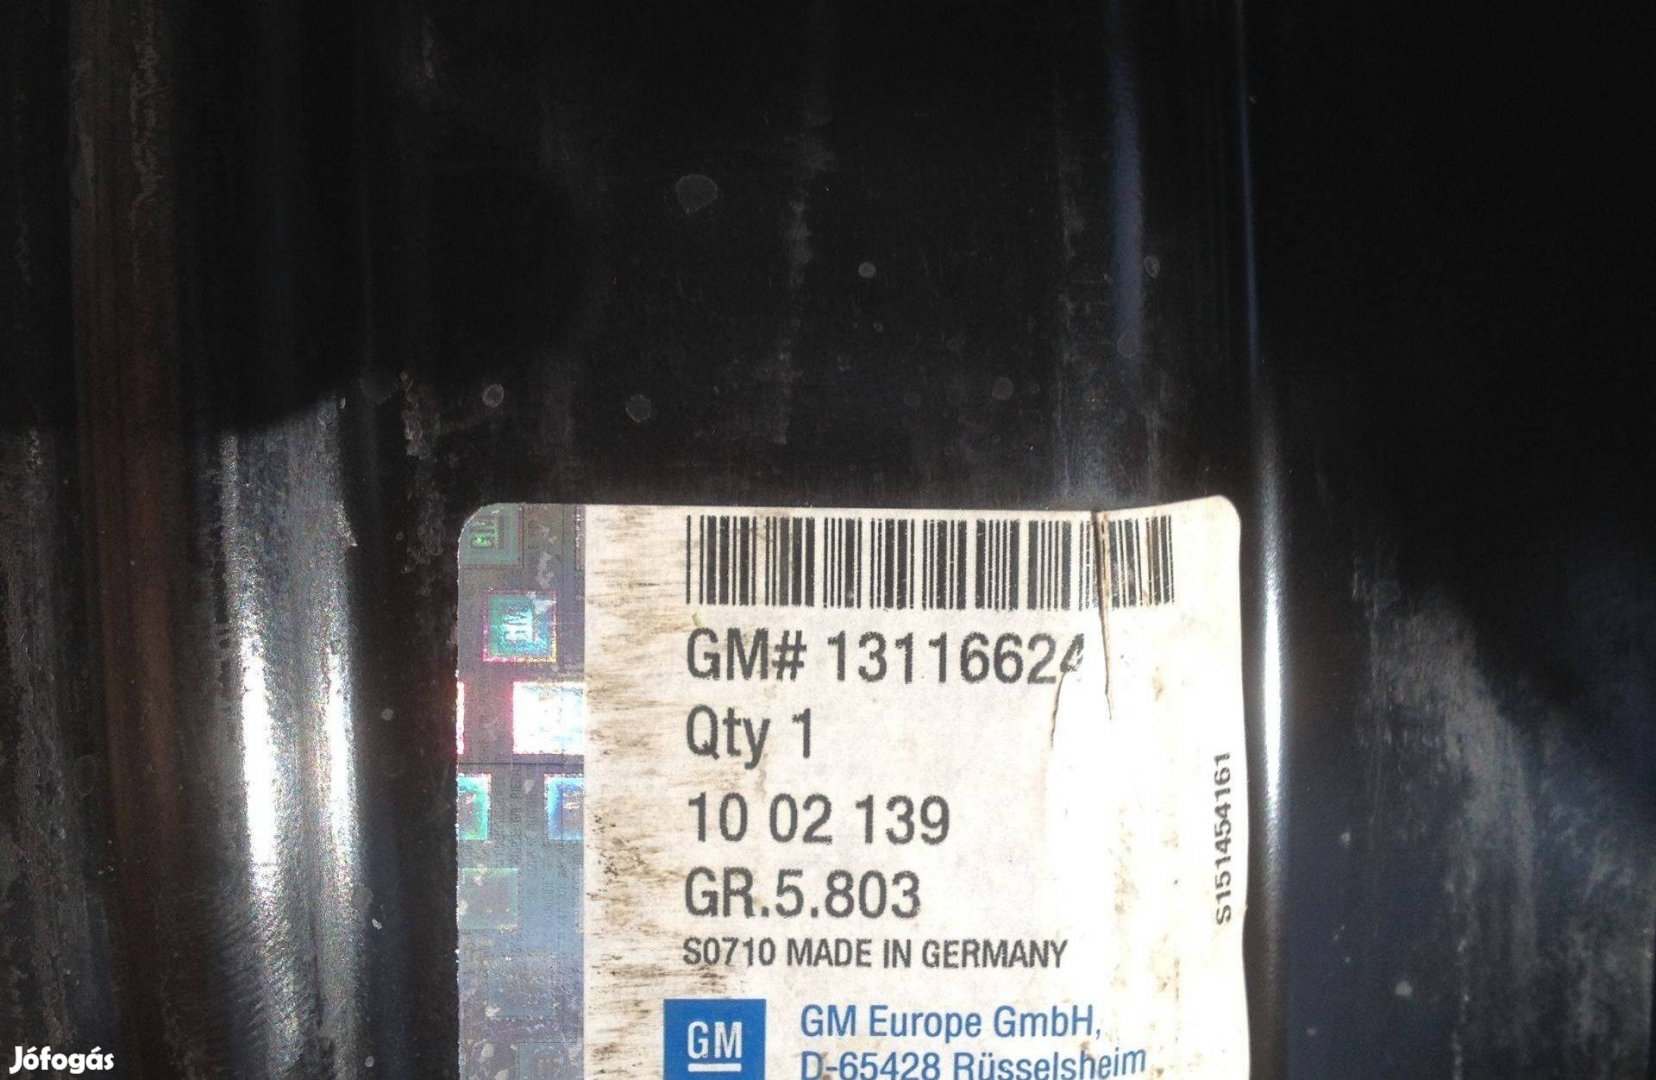 GM# 13116624
Qty 1
10 02 139
GR.5.803
S0710 MADE IN GERMANY
GM
GM Europe GmbH,
D-65428 Rüsselsheim
S151454161
Jófogás